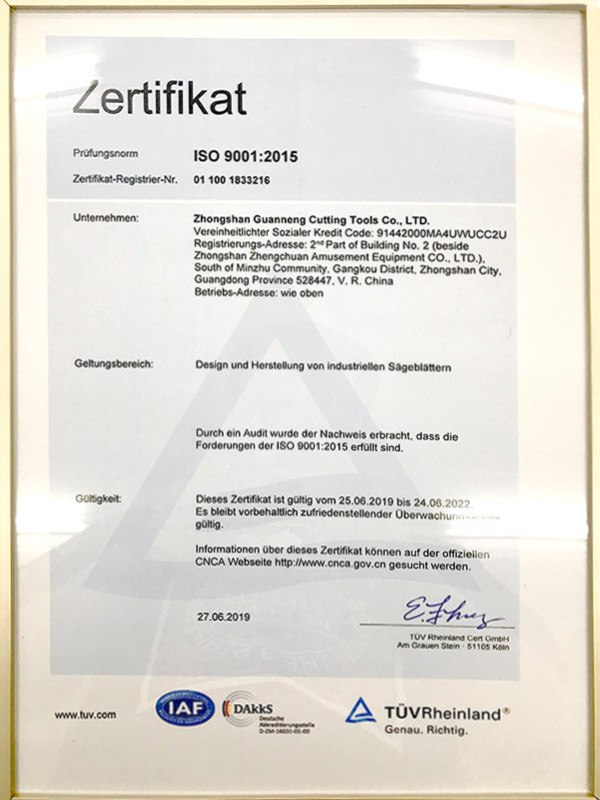 Zertifikat
Prüfungsnorm ISO 9001:2015
Zertifikat-Registrier-Nr. 01 100 1833216
Unternehmen: Zhongshan Guanneng Cutting Tools Co., LTD.
Vereinheitlichter Sozialer Kredit Code: 91442000MA4UWUCC2U
Registrierungs-Adresse: 2nd Part of Building No. 2 (beside
Zhongshan Zhengchuan Amusement Equipment CO., LTD.),
South of Minzhu Community, Gangkou District, Zhongshan City,
Guangdong Province 528447, V. R. China
Betriebs-Adresse: wie oben
Geltungsbereich: Design und Herstellung von industriellen Sägeblättern
Durch ein Audit wurde der Nachweis erbracht, dass die
Forderungen der ISO 9001:2015 erfüllt sind.
Gültigkeit: Dieses Zertifikat ist gültig vom 25.06.2019 bis 24.06.2022.
Es bleibt vorbehaltlich zufriedenstellender Überwachungsaudits
gültig.
Informationen über dieses Zertifikat können auf der offiziellen
CNCA Webseite http://www.cnca.gov.cn gesucht werden.
27.06.2019
TÜV Rheinland Cert GmbH
Am Grauen Stein · 51105 Köln
www.tuv.com
IAF
DAkkS
Deutsche
Akkreditierungsstelle
D-ZM-16031-01-00
TÜVRheinland®
Genau. Richtig.